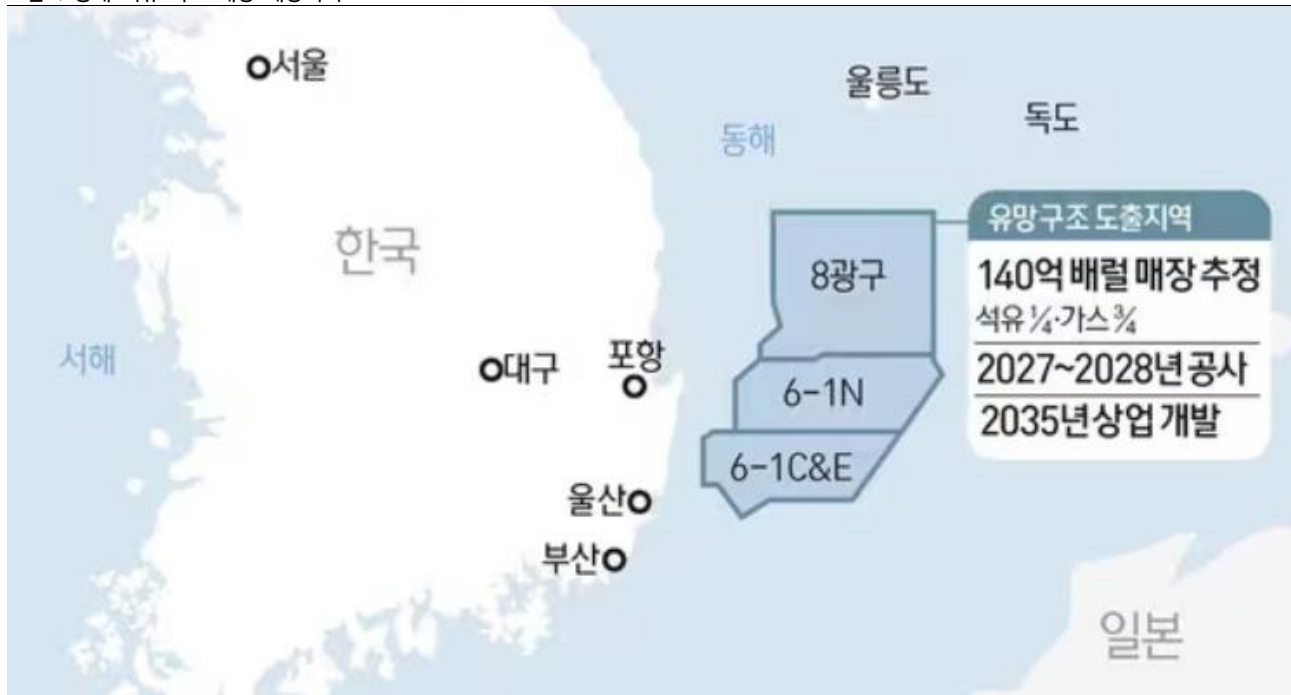 서울
울릉도
독도
동해
한국
유망구조 도출지역
140억 배럴 매장 추정
석유 ¼·가스 ¾
2027~2028년 공사
2035년 상업 개발
8광구
6-1N
6-1C&E
서해
대구
포항
울산
부산
일본